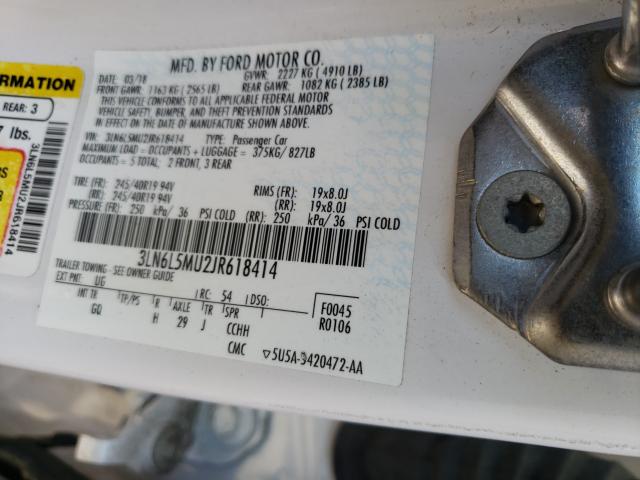 MFD. BY FORD MOTOR CO.
DATE: 03/18 GVWR: 2227 KG ( 4910 LB)
FRONT GAWR: 1163 KG ( 2565 LB) REAR GAWR: 1082 KG ( 2385 LB)
THIS VEHICLE CONFORMS TO ALL APPLICABLE FEDERAL MOTOR
VEHICLE SAFETY, BUMPER, AND THEFT PREVENTION STANDARDS
IN EFFECT ON THE DATE OF MANUFACTURE SHOWN ABOVE.
VIN: 3LN6L5MU2JR618414 TYPE: Passenger Car
MAXIMUM LOAD = OCCUPANTS + LUGGAGE = 375KG/827LB
OCCUPANTS = 5 TOTAL: 2 FRONT, 3 REAR
TIRE (FR): 245/40R19 94V RIMS (FR): 19x8.0J
(RR): 245/40R19 94V (RR): 19x8.0J
PRESSURE (FR): 250 kPa/ 36 PSI COLD (RR) 250 kPa/ 36 PSI COLD
3LN6L5MU2JR618414
TRAILER TOWING-- SEE OWNER GUIDE
EXT PNT: UG RC: 54 DSO: F0045
INT TR TP/PS R AXLE TR SPR R0106
GQ H 29 J CCHH
CMC ▽5U5A-3420472-AA
ORMATION
REAR: 3
7 lbs.
3LN6L5MU2JR618414